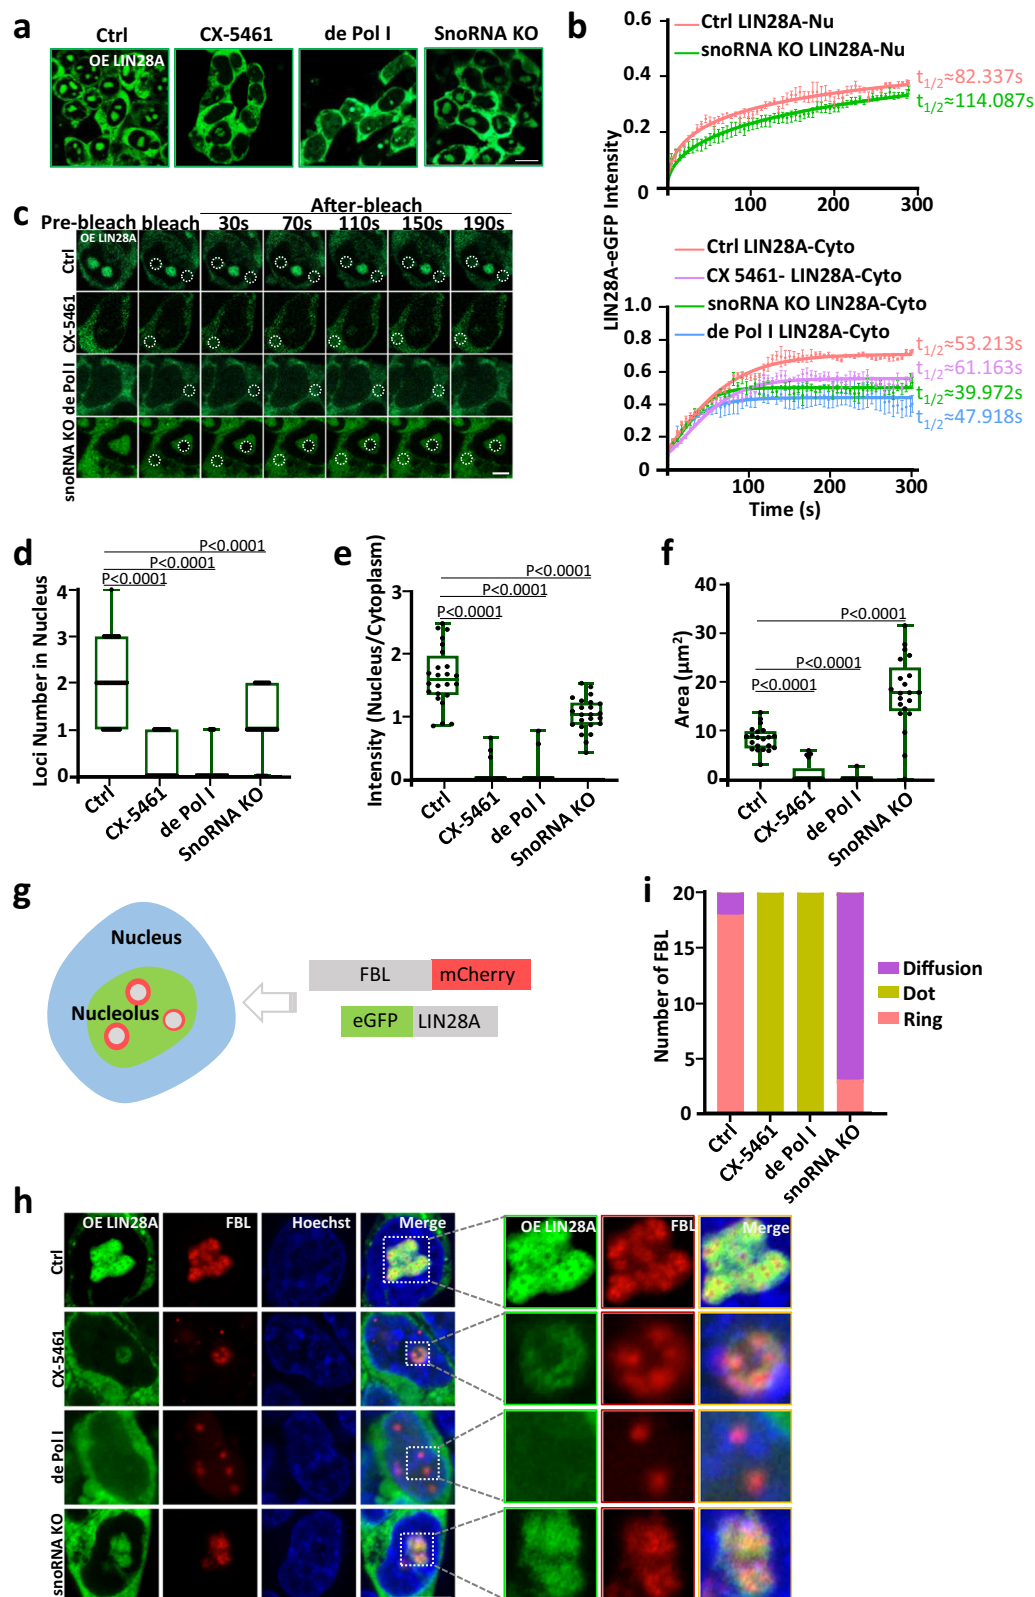 a
Ctrl
CX-5461
de Pol I
SnoRNA KO
OE LIN28A
b
Ctrl LIN28A-Nu
snoRNA KO LIN28A-Nu
0.6
0.4
0.2
0
t1/2≈82.337s
t1/2≈114.087s
100
200
300
LIN28A-eGFP Intensity
Ctrl LIN28A-Cyto
CX 5461- LIN28A-Cyto
snoRNA KO LIN28A-Cyto
de Pol I LIN28A-Cyto
1.0
0.8
0.6
0.4
0.2
0
t1/2≈53.213s
t1/2≈61.163s
t1/2≈39.972s
t1/2≈47.918s
100
200
300
Time (s)
c
After-bleach
Pre-bleach
bleach
30s
70s
110s
150s
190s
OE LIN28A
Ctrl
CX-5461
de Pol I
snoRNA KO
d
P<0.0001
P<0.0001
P<0.0001
Loci Number in Nucleus
4
3
2
1
0
Ctrl
CX-5461
de Pol I
SnoRNA KO
e
P<0.0001
P<0.0001
P<0.0001
Intensity (Nucleus/Cytoplasm)
3
2
1
0
Ctrl
CX-5461
de Pol I
SnoRNA KO
f
P<0.0001
P<0.0001
P<0.0001
Area (μm2)
40
30
20
10
0
Ctrl
CX-5461
de Pol I
SnoRNA KO
g
Nucleus
Nucleolus
FBL
mCherry
eGFP
LIN28A
i
Number of FBL
20
15
10
5
0
Diffusion
Dot
Ring
Ctrl
CX-5461
de Pol I
snoRNA KO
h
OE LIN28A
FBL
Hoechst
Merge
OE LIN28A
FBL
Merge
Ctrl
CX-5461
de Pol I
snoRNA KO